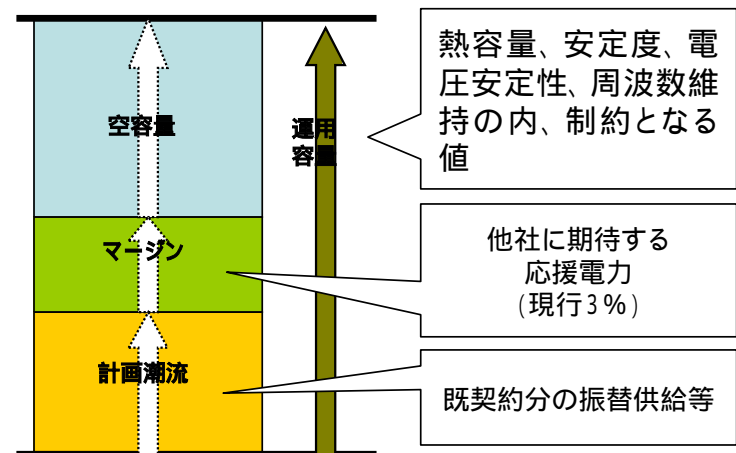 空容量
運用
容量
熱容量、安定度、電
圧安定性、周波数維
持の内、制約となる
値
マージン
他社に期待する
応援電力
(現行3%)
計画潮流
既契約分の振替供給等